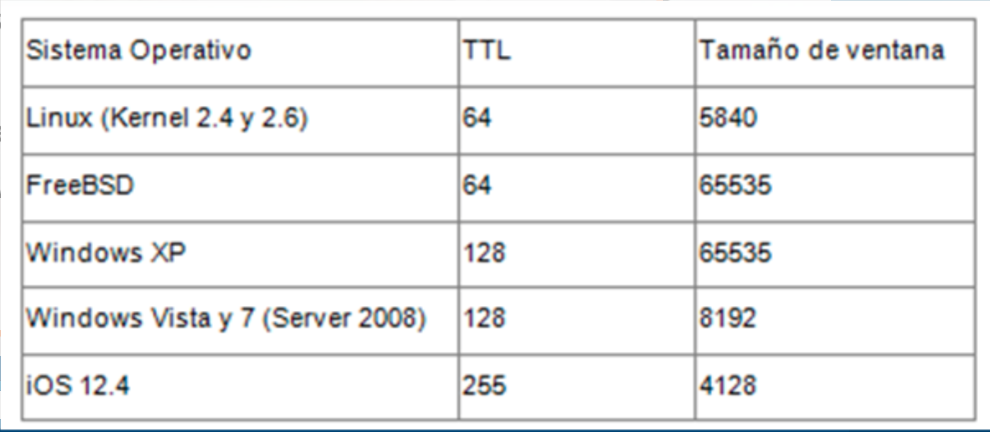 Sistema Operativo TTL Tamaño de ventana
Linux (Kernel 2.4 y 2.6) 64 5840
FreeBSD 64 65535
Windows XP 128 65535
Windows Vista y 7 (Server 2008) 128 8192
iOS 12.4 255 4128